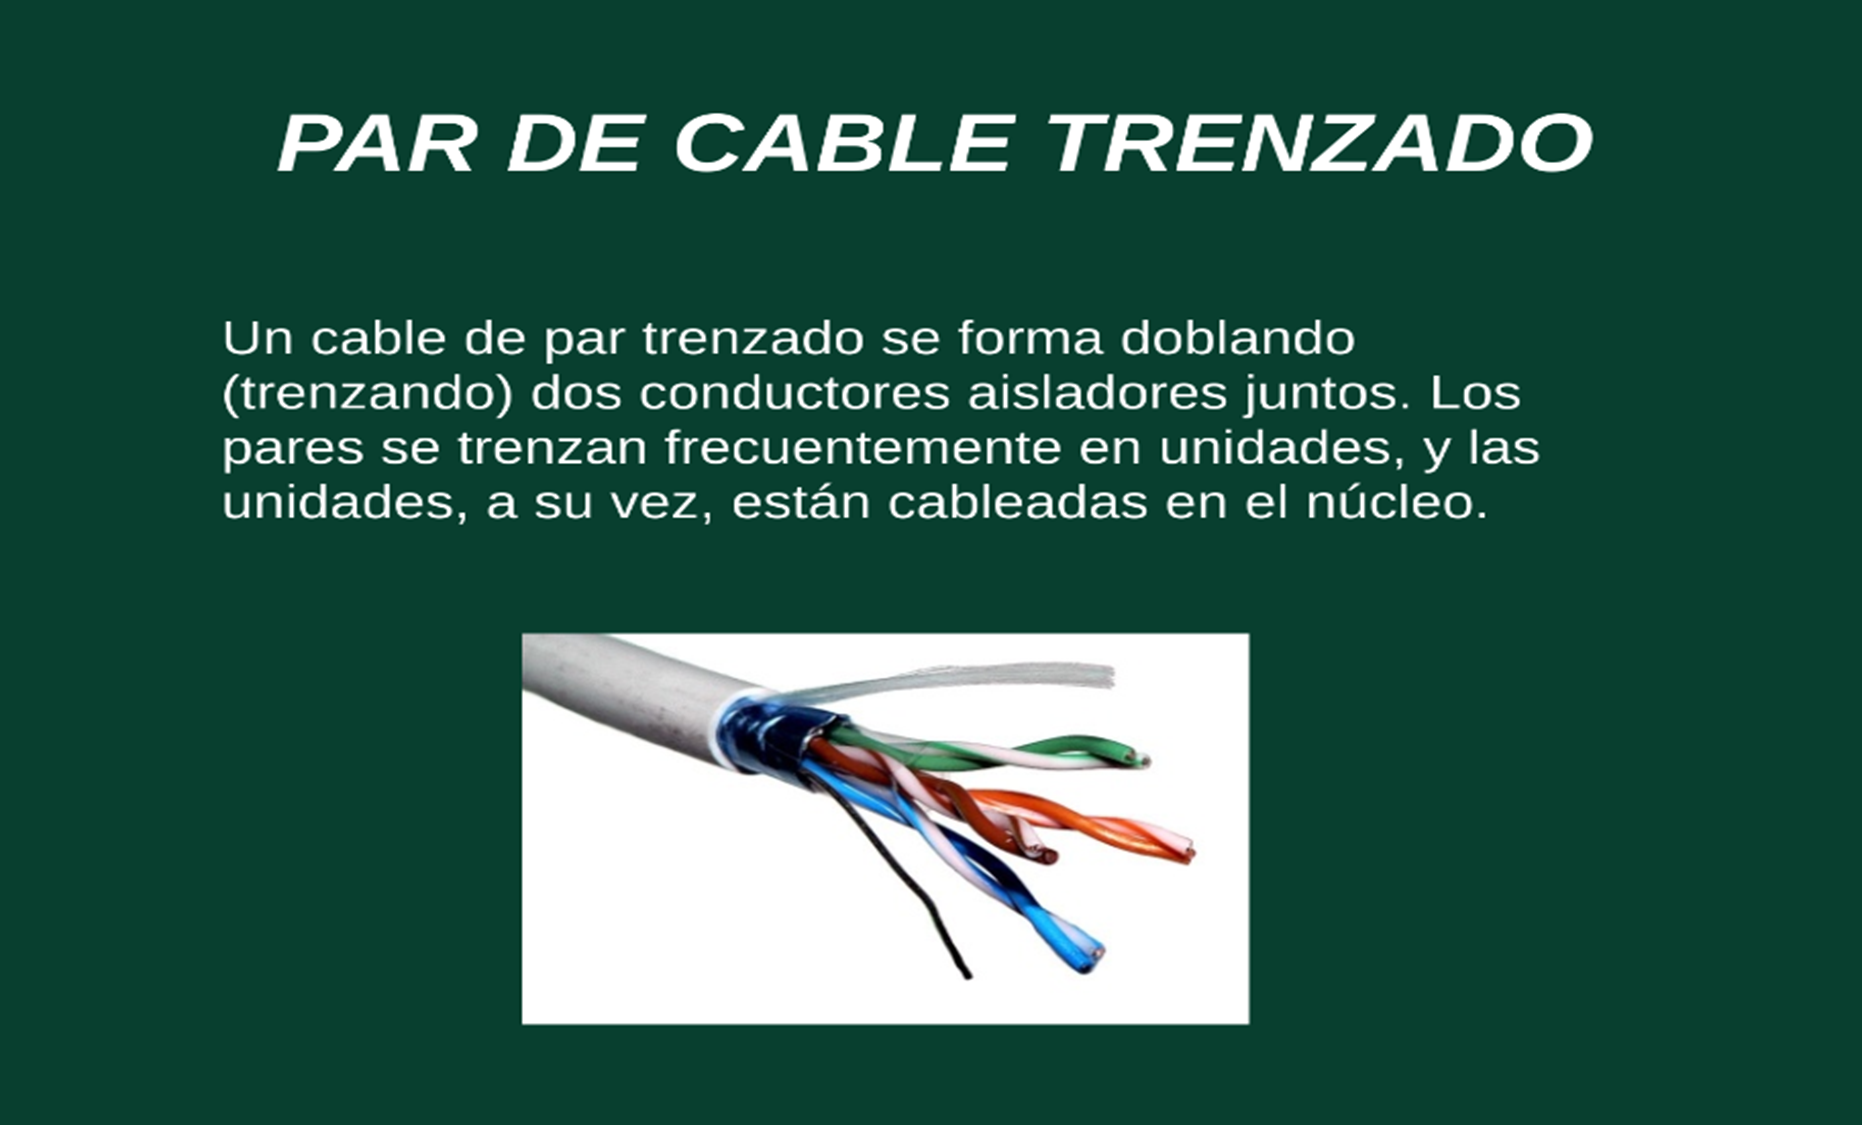 PAR DE CABLE TRENZADO
Un cable de par trenzado se forma doblando
(trenzando) dos conductores aisladores juntos. Los
pares se trenzan frecuentemente en unidades, y las
unidades, a su vez, están cableadas en el núcleo.